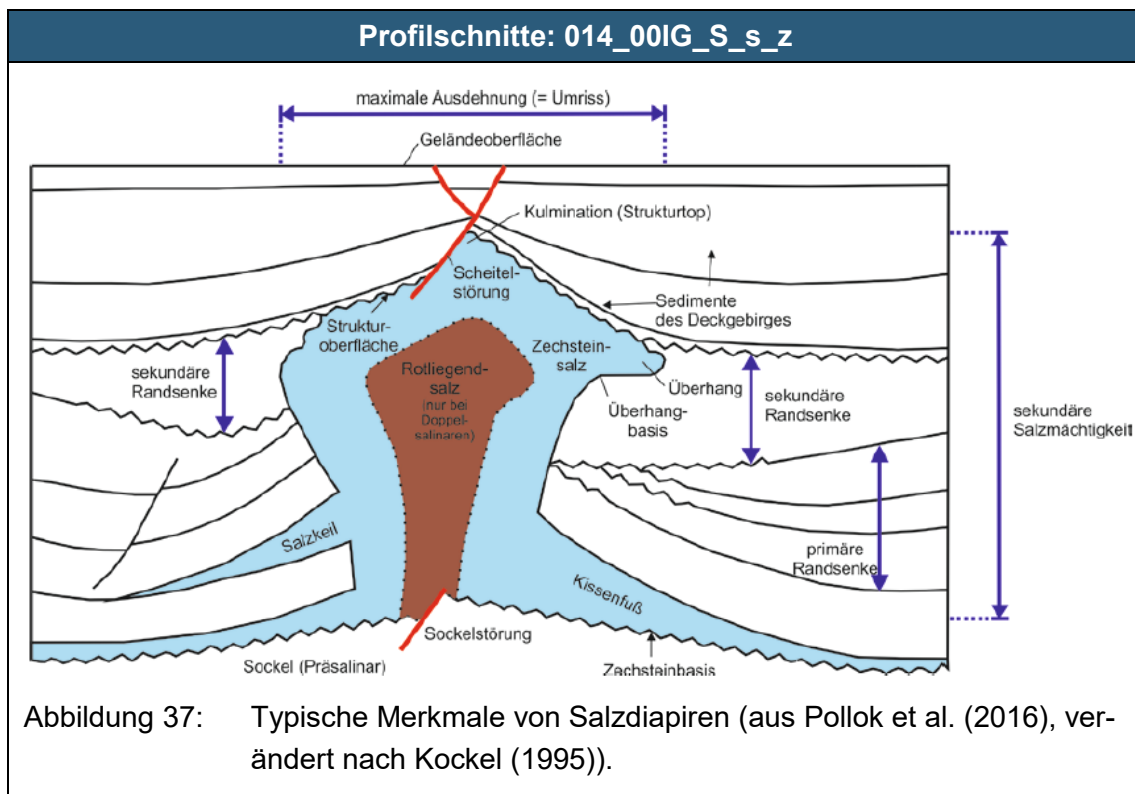 Profilschnitte: 014_00IG_S_s_z
maximale Ausdehnung (= Umriss)
Geländeoberfläche
Kulmination (Strukturtop)
Scheitel-
störung
Sedimente
des Deckgebirges
Struktur-
oberfläche
Zechstein-
salz
sekundäre
Randsenke
Rotliegend-
salz
(nur bei
Doppel-
salinaren)
Überhang
Überhang-
basis
sekundäre
Randsenke
sekundäre
Salzmächtigkeit
Salzkeil
primäre
Randsenke
Kissenfuß
Sockelstörung
Sockel (Präsalinar)
Zechsteinbasis
Abbildung 37: Typische Merkmale von Salzdiapiren (aus Pollok et al. (2016), ver-
ändert nach Kockel (1995)).